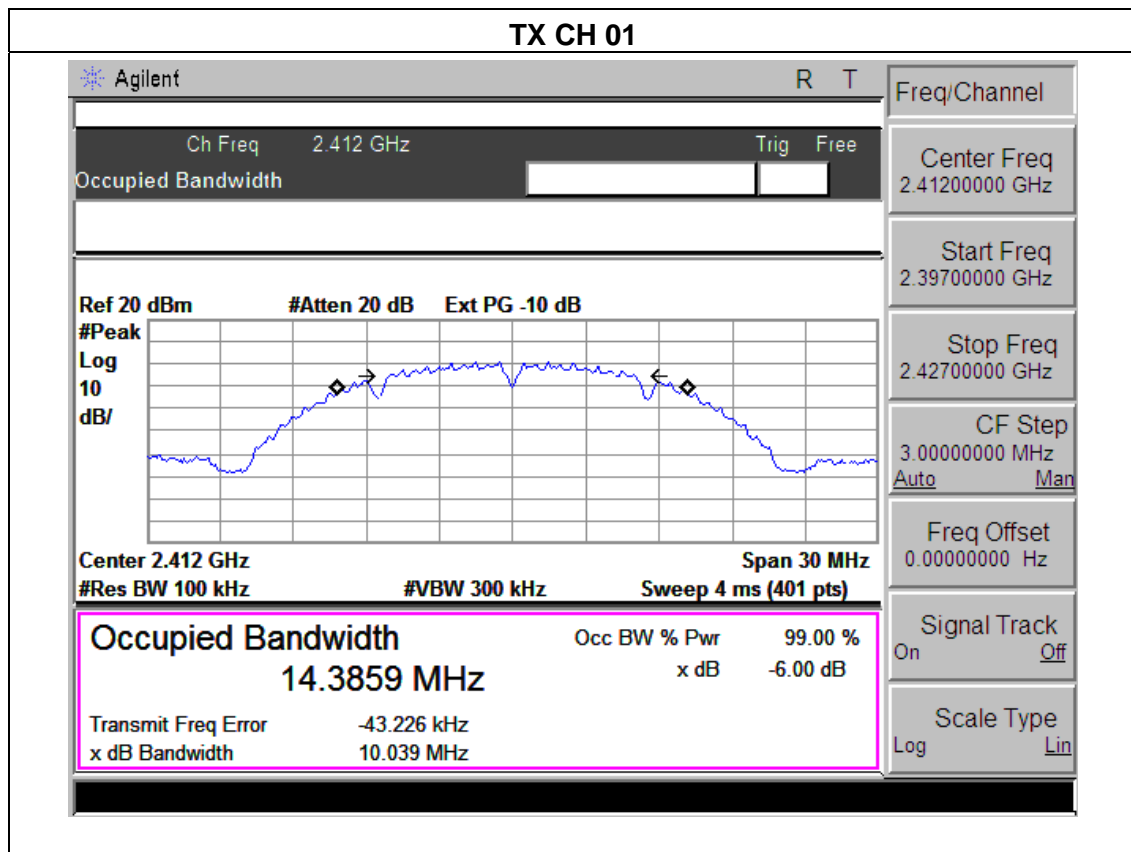 TX CH 01
Agilent R T
Ch Freq 2.412 GHz Trig Free
Occupied Bandwidth
Ref 20 dBm #Atten 20 dB Ext PG -10 dB
#Peak
Log
10
dB/
Center 2.412 GHz Span 30 MHz
#Res BW 100 kHz #VBW 300 kHz Sweep 4 ms (401 pts)
Occupied Bandwidth Occ BW % Pwr 99.00 %
14.3859 MHz x dB -6.00 dB
Transmit Freq Error -43.226 kHz
x dB Bandwidth 10.039 MHz
Freq/Channel
Center Freq
2.41200000 GHz
Start Freq
2.39700000 GHz
Stop Freq
2.42700000 GHz
CF Step
3.00000000 MHz
Auto Man
Freq Offset
0.00000000 Hz
Signal Track
On Off
Scale Type
Log Lin